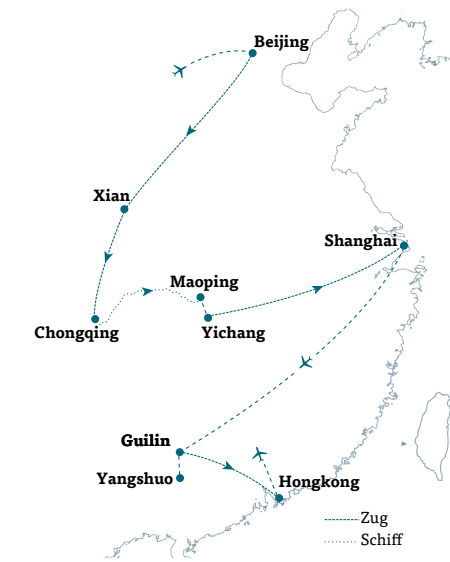 Beijing
Xian
Shanghai
Maoping
Chongqing
Yichang
Guilin
Yangshuo
Hongkong
Zug
Schiff